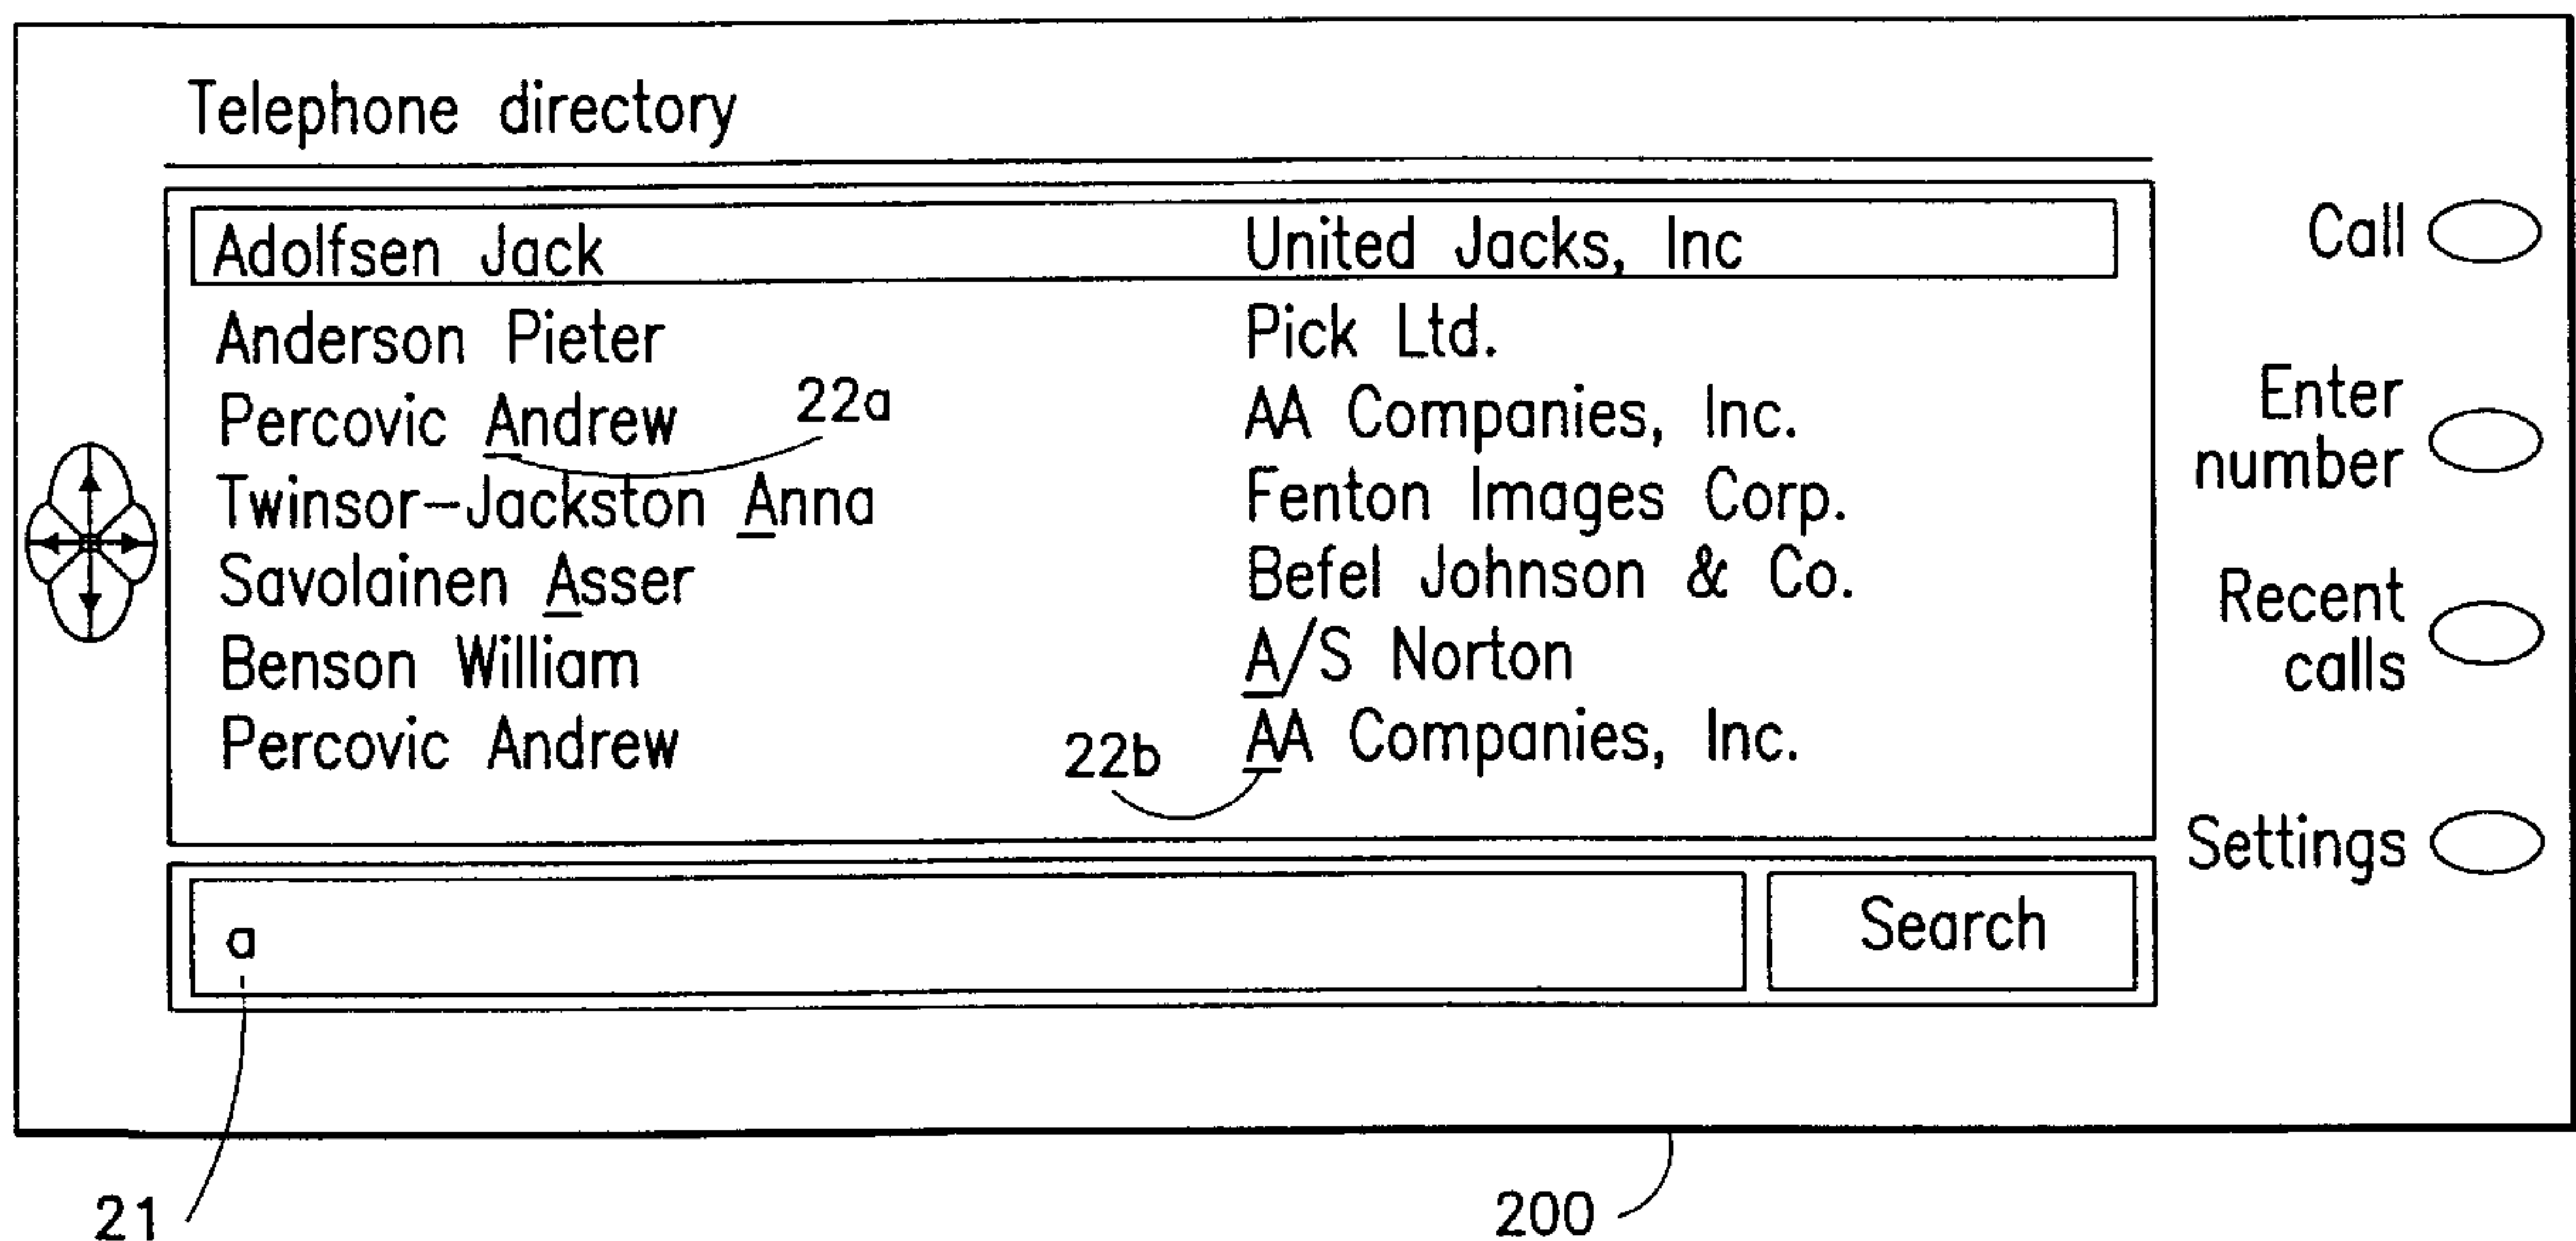 Telephone directory
Adolfsen Jack United Jacks, Inc
Anderson Pieter Pick Ltd.
Percovic Andrew 22a AA Companies, Inc.
Twinsor-Jackston Anna Fenton Images Corp.
Savolainen Asser Befel Johnson & Co.
Benson William A/S Norton
Percovic Andrew 22b AA Companies, Inc.
a Search
Call
Enter
number
Recent
calls
Settings
21 200